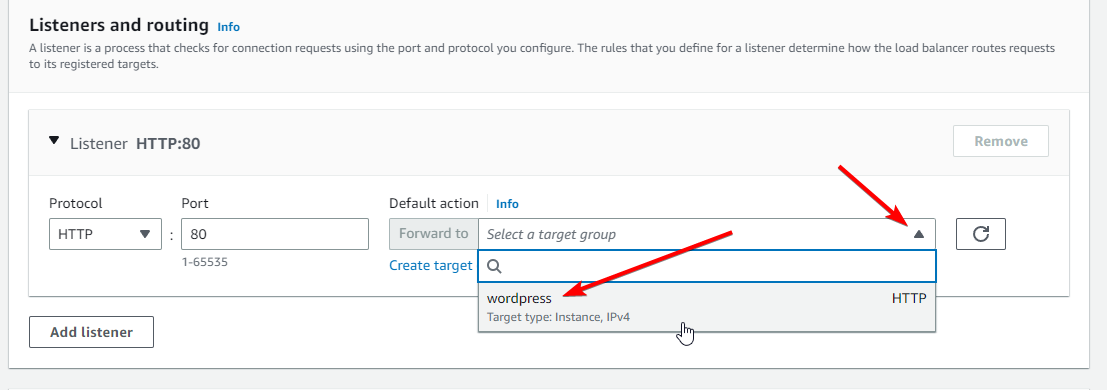 Listeners and routing Info
A listener is a process that checks for connection requests using the port and protocol you configure. The rules that you define for a listener determine how the load balancer routes requests
to its registered targets.
Listener HTTP:80
Remove
Protocol Port Default action Info
HTTP : 80 Forward to Select a target group
1-65535 Create target
wordpress HTTP
Target type: Instance, IPv4
Add listener